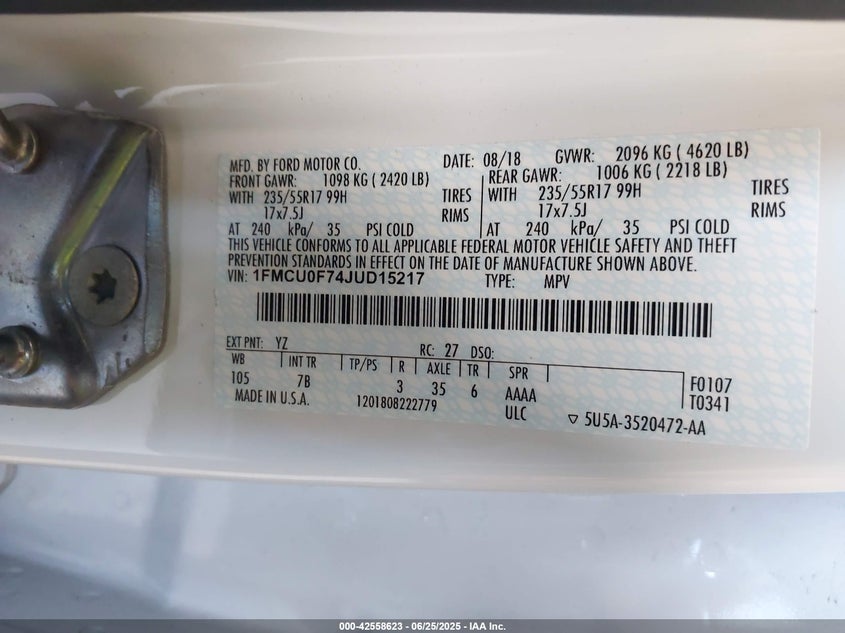 MFD. BY FORD MOTOR CO. DATE: 08/18 GVWR: 2096 KG ( 4620 LB)
FRONT GAWR: 1098 KG ( 2420 LB) REAR GAWR: 1006 KG ( 2218 LB)
WITH 235/55R17 99H TIRES WITH 235/55R17 99H TIRES
17x7.5J RIMS 17x7.5J RIMS
AT 240 kPa/ 35 PSI COLD AT 240 kPa/ 35 PSI COLD
THIS VEHICLE CONFORMS TO ALL APPLICABLE FEDERAL MOTOR VEHICLE SAFETY AND THEFT
PREVENTION STANDARDS IN EFFECT ON THE DATE OF MANUFACTURE SHOWN ABOVE.
VIN: 1FMCU0F74JUD15217 TYPE: MPV
EXT PNT: YZ RC: 27 DSO:
WB INT TR TP/PS R AXLE TR SPR
105 7B 3 35 6 AAAA F0107
MADE IN U.S.A. 1201808222779 ULC T0341
▽ 5U5A-3520472-AA
000-42558623 / 06/25/2025 - IAA Inc.